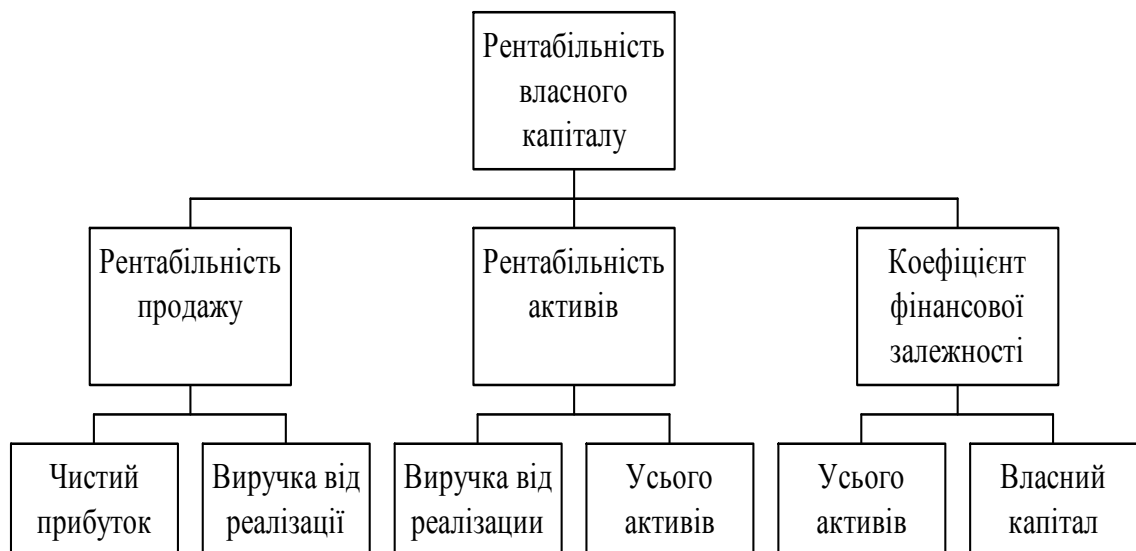 Рентабільність
власного
капіталу
Рентабільність
продажу
Рентабільність
активів
Коефіцієнт
фінансової
залежності
Чистий
прибуток
Виручка від
реалізації
Виручка від
реалізации
Усього
активів
Усього
активів
Власний
капітал